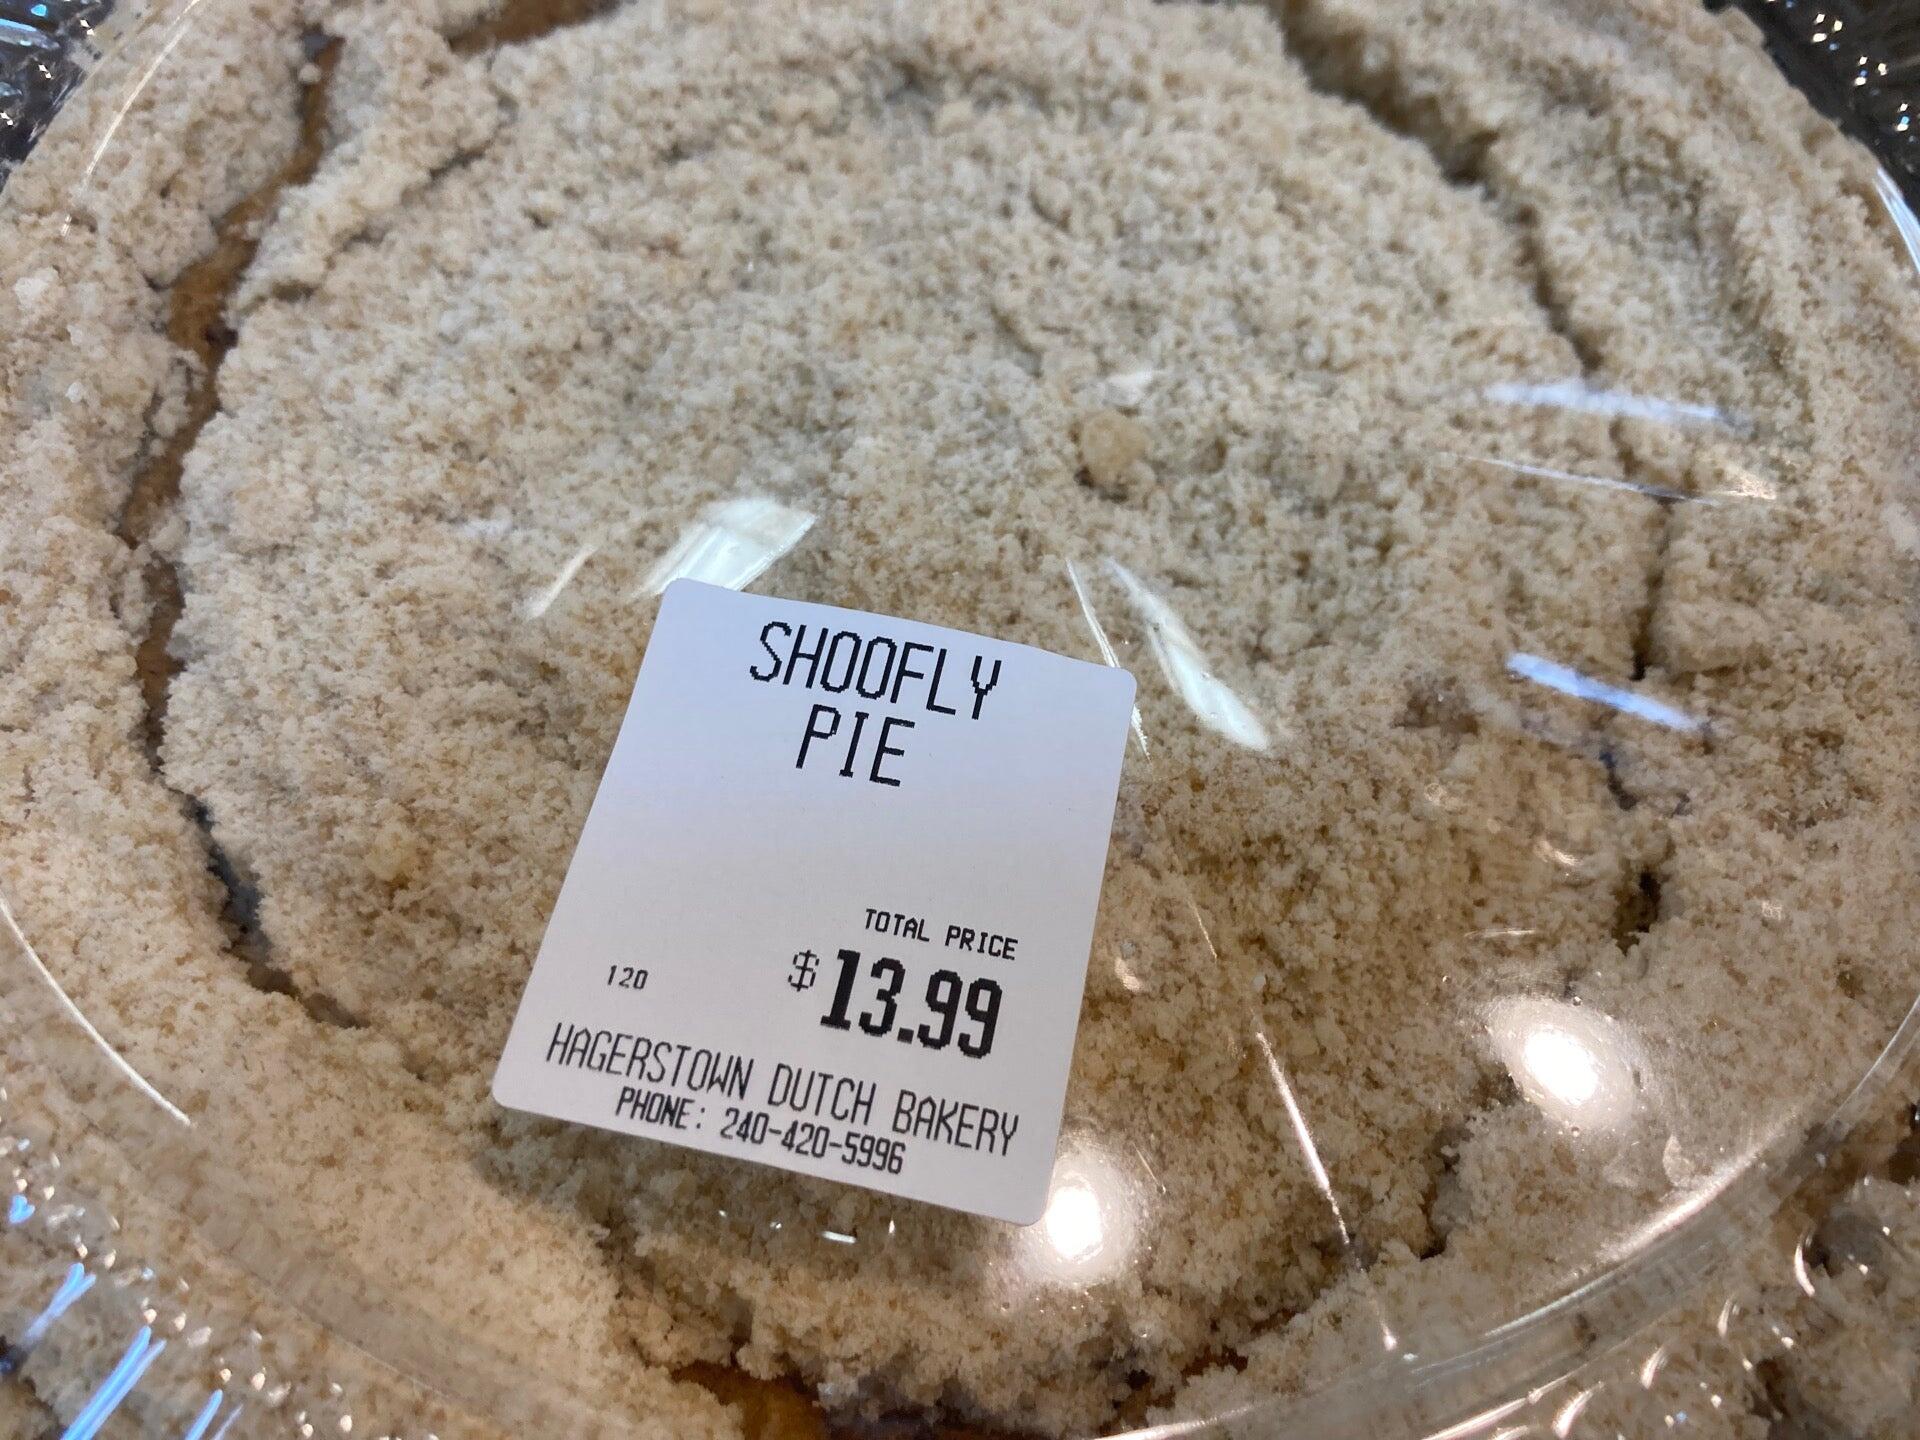 SHOOFLY
PIE
TOTAL PRICE
120 $13.99
HAGERSTOWN DUTCH BAKERY
PHONE: 240-420-5996